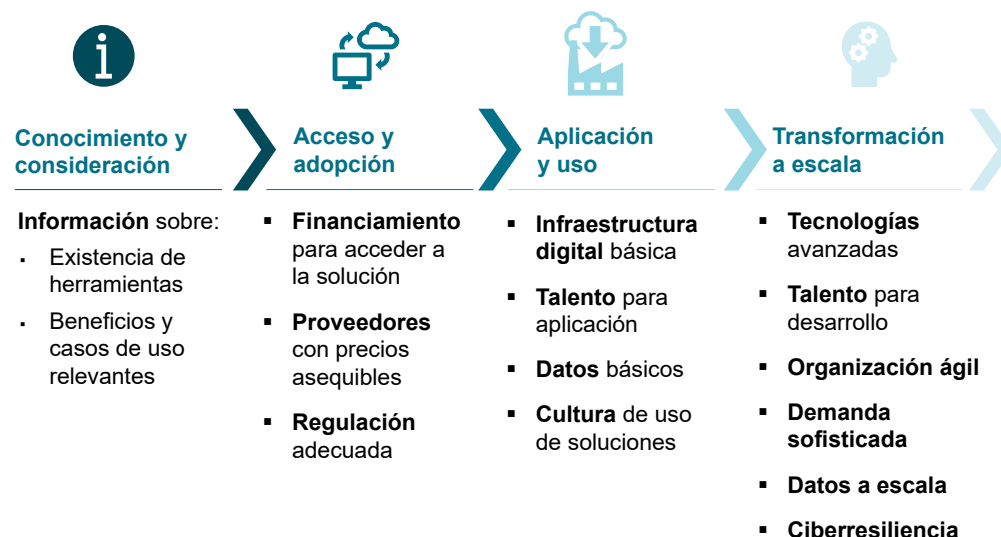 Conocimiento y
consideración
Información sobre:
▪ Existencia de
herramientas
▪ Beneficios y
casos de uso
relevantes
Acceso y
adopción
▪ Financiamiento
para acceder a
la solución
▪ Proveedores
con precios
asequibles
▪ Regulación
adecuada
Aplicación
y uso
▪ Infraestructura
digital básica
▪ Talento para
aplicación
▪ Datos básicos
▪ Cultura de uso
de soluciones
Transformación
a escala
▪ Tecnologías
avanzadas
▪ Talento para
desarrollo
▪ Organización ágil
▪ Demanda
sofisticada
▪ Datos a escala
▪ Ciberresiliencia